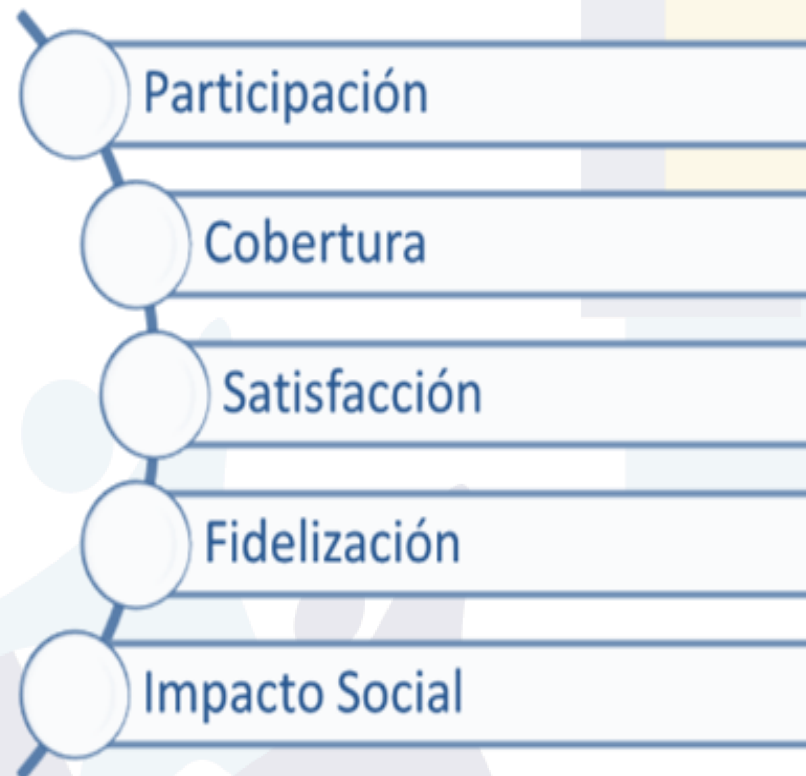 Participación
Cobertura
Satisfacción
Fidelización
Impacto Social